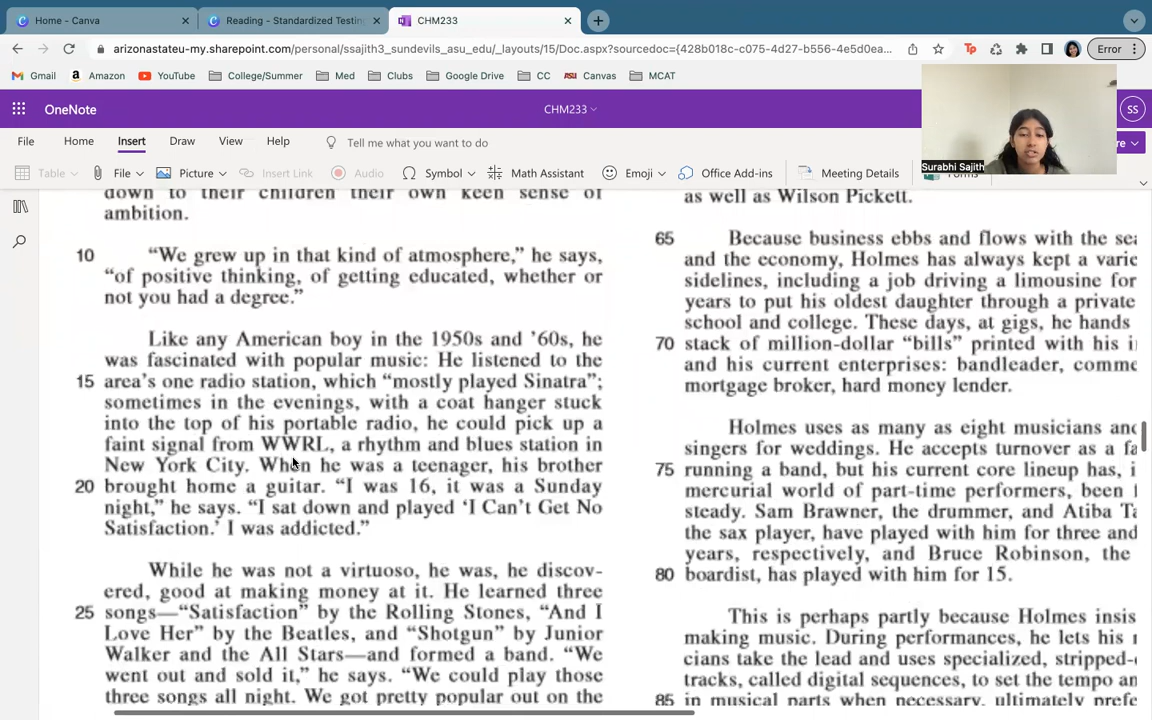 Home - Canva
Reading - Standardized Testing
CHM233
arizonastateu-my.sharepoint.com/personal/ssajith3_sundevils_asu_edu/_layouts/15/Doc.aspx?sourcedoc={428b018c-c075-4d27-b556-4e5d0ea...
Error
Gmail
Amazon
YouTube
College/Summer
Med
Clubs
Google Drive
CC
ASU
Canvas
MCAT
OneNote
CHM233
SS
File
Home
Insert
Draw
View
Help
Tell me what you want to do
Surabhi Sajith
Table
File
Picture
Insert Link
Audio
Symbol
Math Assistant
Emoji
Office Add-ins
Meeting Details
Forms
down to their children their own keen sense of
ambition.
10 “We grew up in that kind of atmosphere,” he says,
“of positive thinking, of getting educated, whether or
not you had a degree.”
Like any American boy in the 1950s and ’60s, he
was fascinated with popular music: He listened to the
15 area’s one radio station, which “mostly played Sinatra”;
sometimes in the evenings, with a coat hanger stuck
into the top of his portable radio, he could pick up a
faint signal from WWRL, a rhythm and blues station in
New York City. When he was a teenager, his brother
20 brought home a guitar. “I was 16, it was a Sunday
night,” he says. “I sat down and played ‘I Can’t Get No
Satisfaction.’ I was addicted.”
While he was not a virtuoso, he was, he discov-
ered, good at making money at it. He learned three
25 songs—“Satisfaction” by the Rolling Stones, “And I
Love Her” by the Beatles, and “Shotgun” by Junior
Walker and the All Stars—and formed a band. “We
went out and sold it,” he says. “We could play those
three songs all night. We got pretty popular out on the
as well as Wilson Pickett.
65 Because business ebbs and flows with the
and the economy, Holmes has always kept a
sidelines, including a job driving a limousine for
years to put his oldest daughter through a private
school and college. These days, at gigs, he hands
70 stack of million-dollar “bills” printed with his
and his current enterprises: bandleader,
mortgage broker, hard money lender.
Holmes uses as many as eight musicians
singers for weddings. He accepts turnover as a
75 running a band, but his current core lineup has,
mercurial world of part-time performers, been
steady. Sam Brawner, the drummer, and Atiba
the sax player, have played with him for three and
years, respectively, and Bruce Robinson, the
80 boardist, has played with him for 15.
This is perhaps partly because Holmes
making music. During performances, he lets his
cians take the lead and uses specialized, stripped-
tracks, called digital sequences, to set the tempo
85 in musical parts when necessary, ultimately